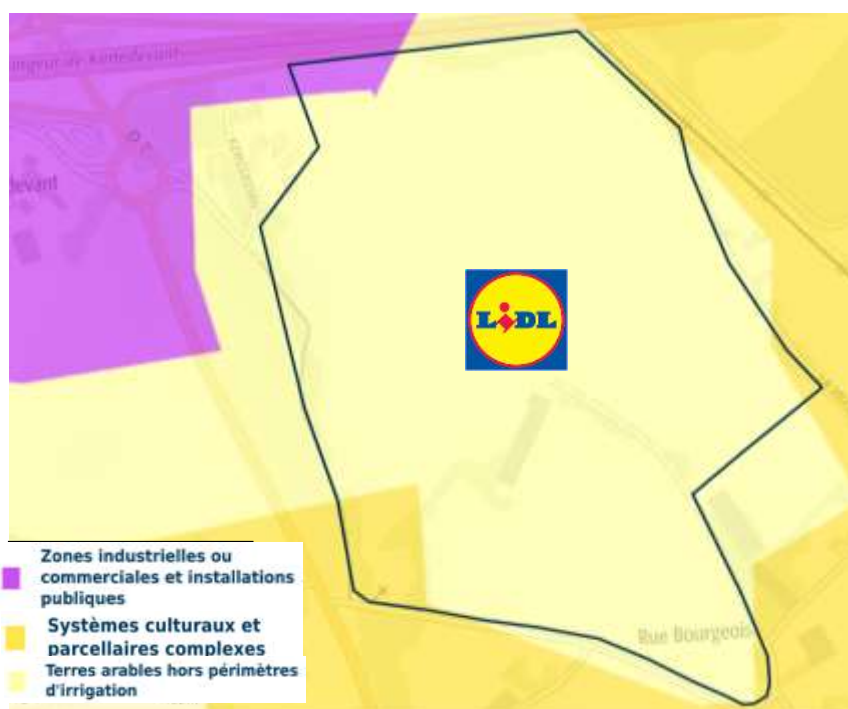 D
devant
LIDL
Rue Bourgeois
Zones industrielles ou
commerciales et installations
publiques
Systèmes culturaux et
parcellaires complexes
Terres arables hors périmètres
d'irrigation